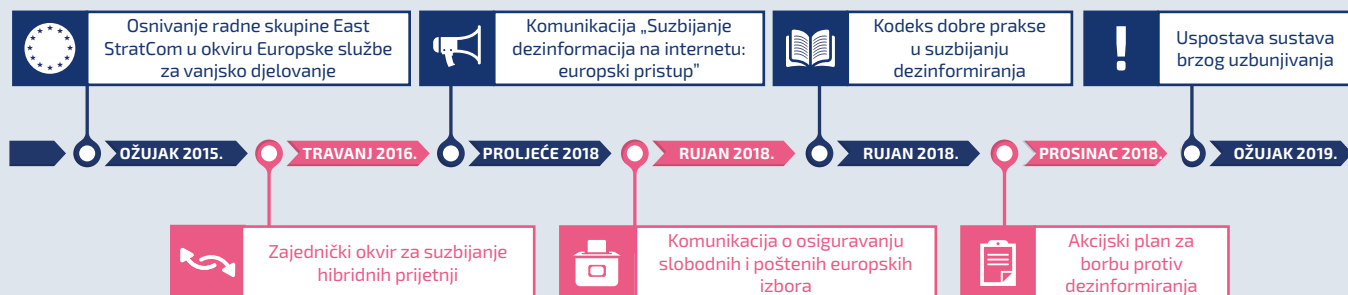 Osnivanje radne skupine East
StratCom u okviru Europske službe
za vanjsko djelovanje
Komunikacija „Suzbijanje
dezinformacija na internetu:
europski pristup”
Kodeks dobre prakse
u suzbijanju
dezinformiranja
Uspostava sustava
brzog uzbunjivanja
OŽUJAK 2015.
TRAVANJ 2016.
PROLJEĆE 2018
RUJAN 2018.
RUJAN 2018.
PROSINAC 2018.
OŽUJAK 2019.
Zajednički okvir za suzbijanje
hibridnih prijetnji
Komunikacija o osiguravanju
slobodnih i poštenih europskih
izbora
Akcijski plan za
borbu protiv
dezinformiranja